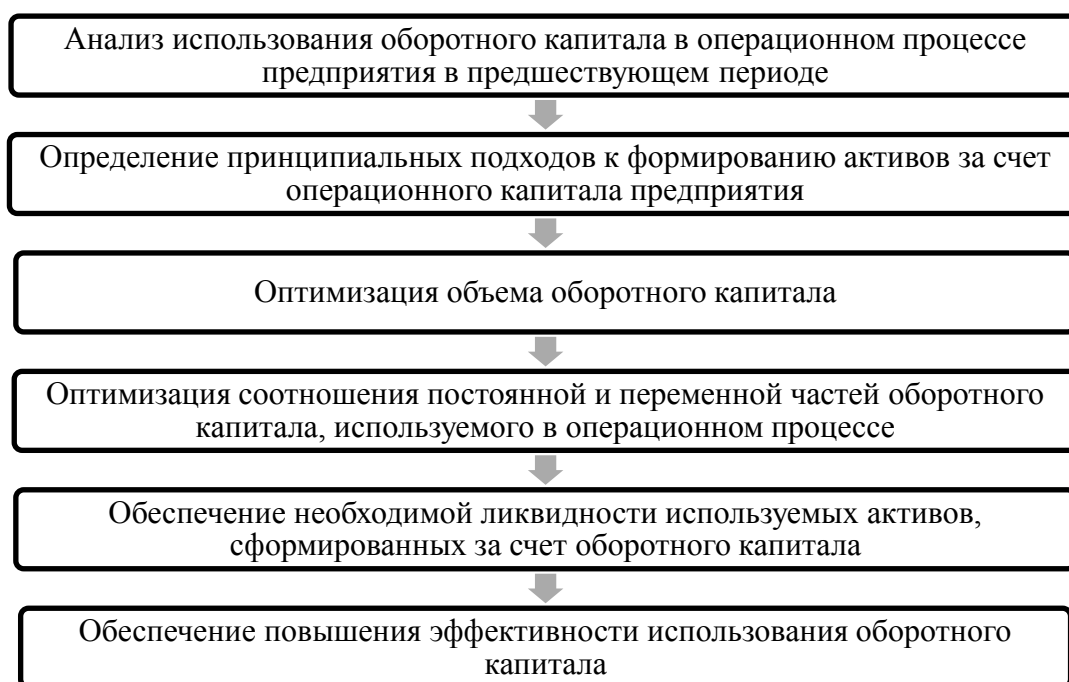 Анализ использования оборотного капитала в операционном процессе
предприятия в предшествующем периоде
Определение принципиальных подходов к формированию активов за счет
операционного капитала предприятия
Оптимизация объема оборотного капитала
Оптимизация соотношения постоянной и переменной частей оборотного
капитала, используемого в операционном процессе
Обеспечение необходимой ликвидности используемых активов,
сформированных за счет оборотного капитала
Обеспечение повышения эффективности использования оборотного
капитала